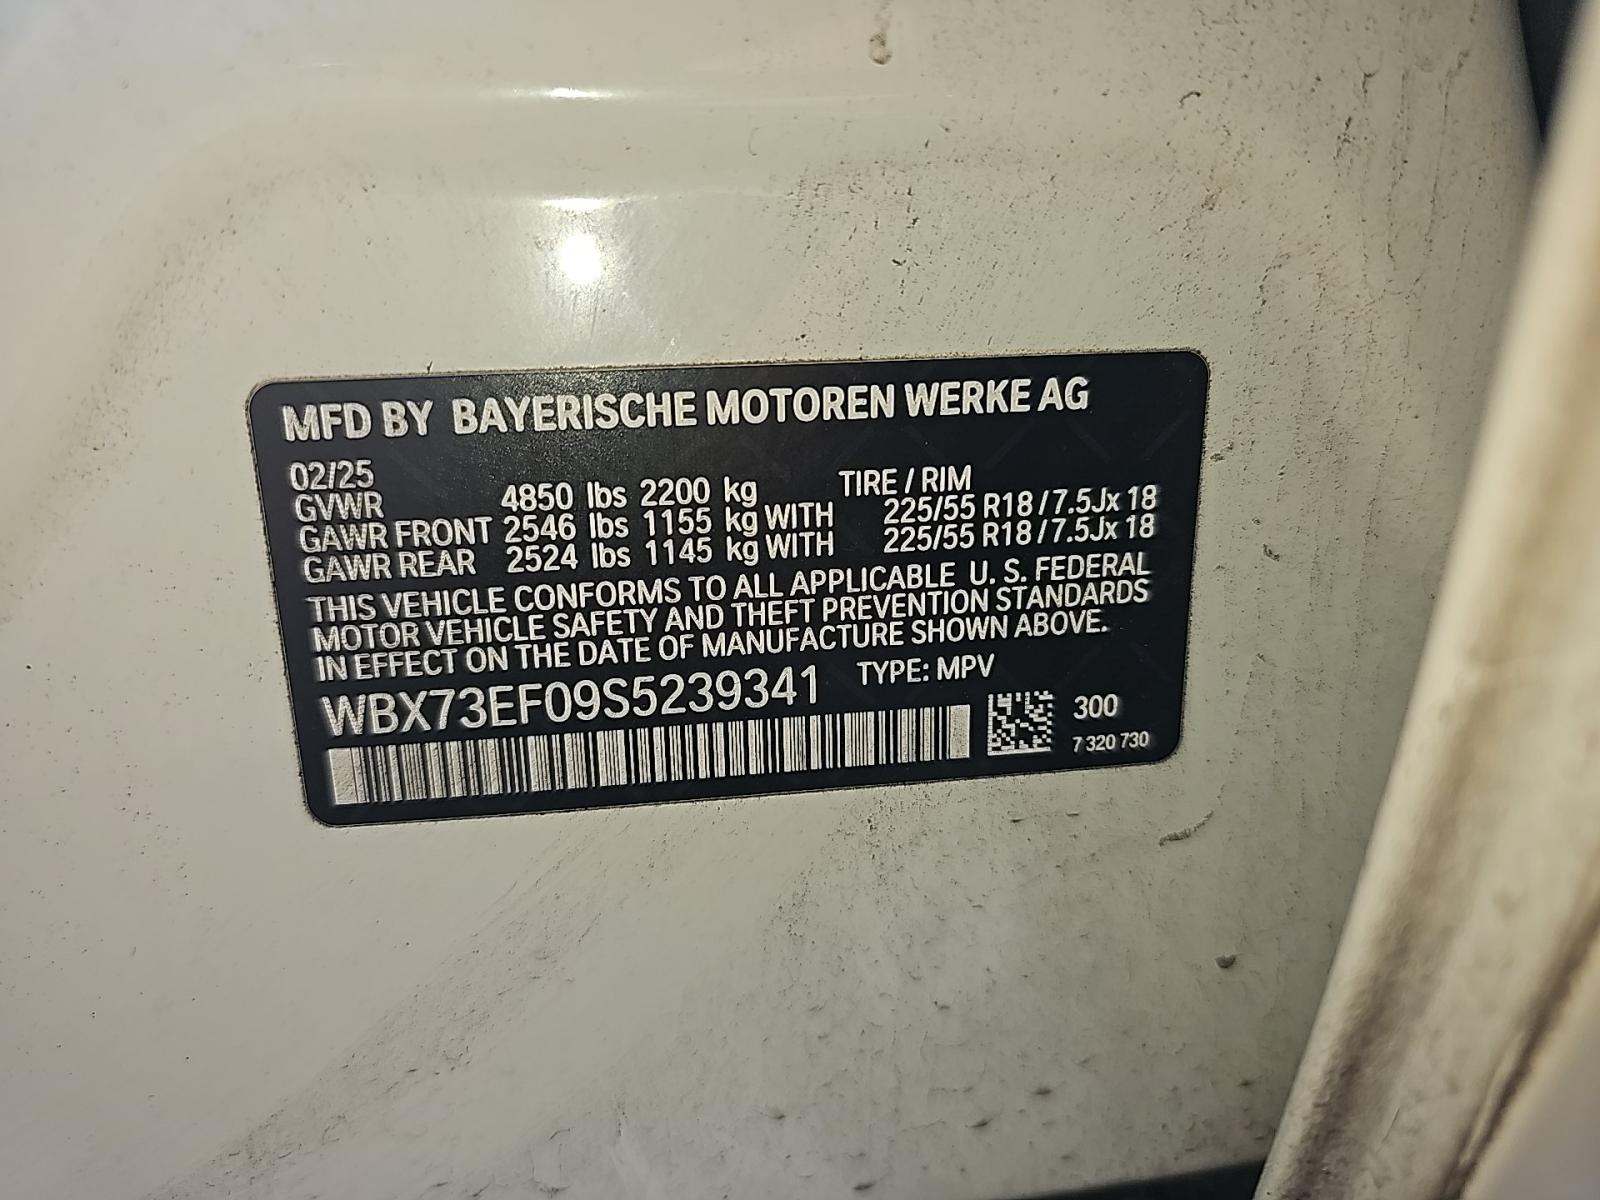 MFD BY BAYERISCHE MOTOREN WERKE AG
02/25
GVWR 4850 lbs 2200 kg TIRE / RIM
GAWR FRONT 2546 lbs 1155 kg WITH 225/55 R18 / 7.5Jx 18
GAWR REAR 2524 lbs 1145 kg WITH 225/55 R18 / 7.5Jx 18
THIS VEHICLE CONFORMS TO ALL APPLICABLE U. S. FEDERAL
MOTOR VEHICLE SAFETY AND THEFT PREVENTION STANDARDS
IN EFFECT ON THE DATE OF MANUFACTURE SHOWN ABOVE.
WBX73EF09S5239341 TYPE: MPV
300
7 320 730